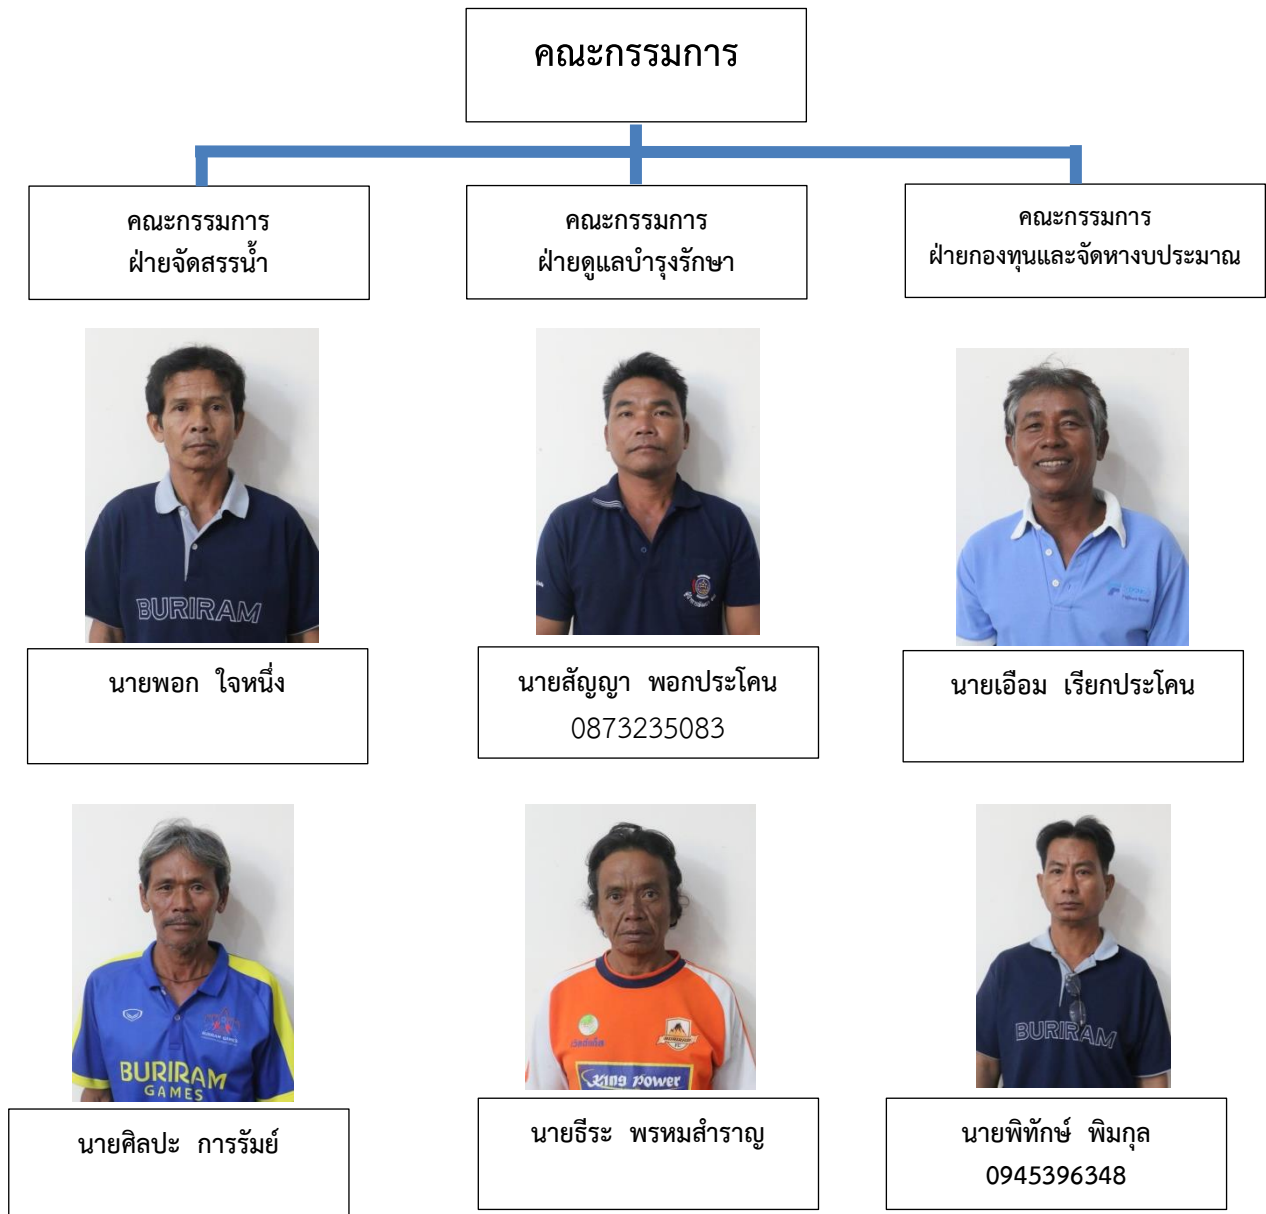 คณะกรรมการ
คณะกรรมการ
ฝ่ายจัดสรรน้ำ
คณะกรรมการ
ฝ่ายดูแลบำรุงรักษา
คณะกรรมการ
ฝ่ายกองทุนและจัดหางบประมาณ
BURIRAM
นายพอก ใจหนึ่ง
นายสัญญา พอกประโคน
0873235083
นายเอือม เรียกประโคน
BURIRAM
GAMES
King Power
BURIRAM
นายศิลปะ การรัมย์
นายธีระ พรหมสำราญ
นายพิทักษ์ พิมกุล
0945396348